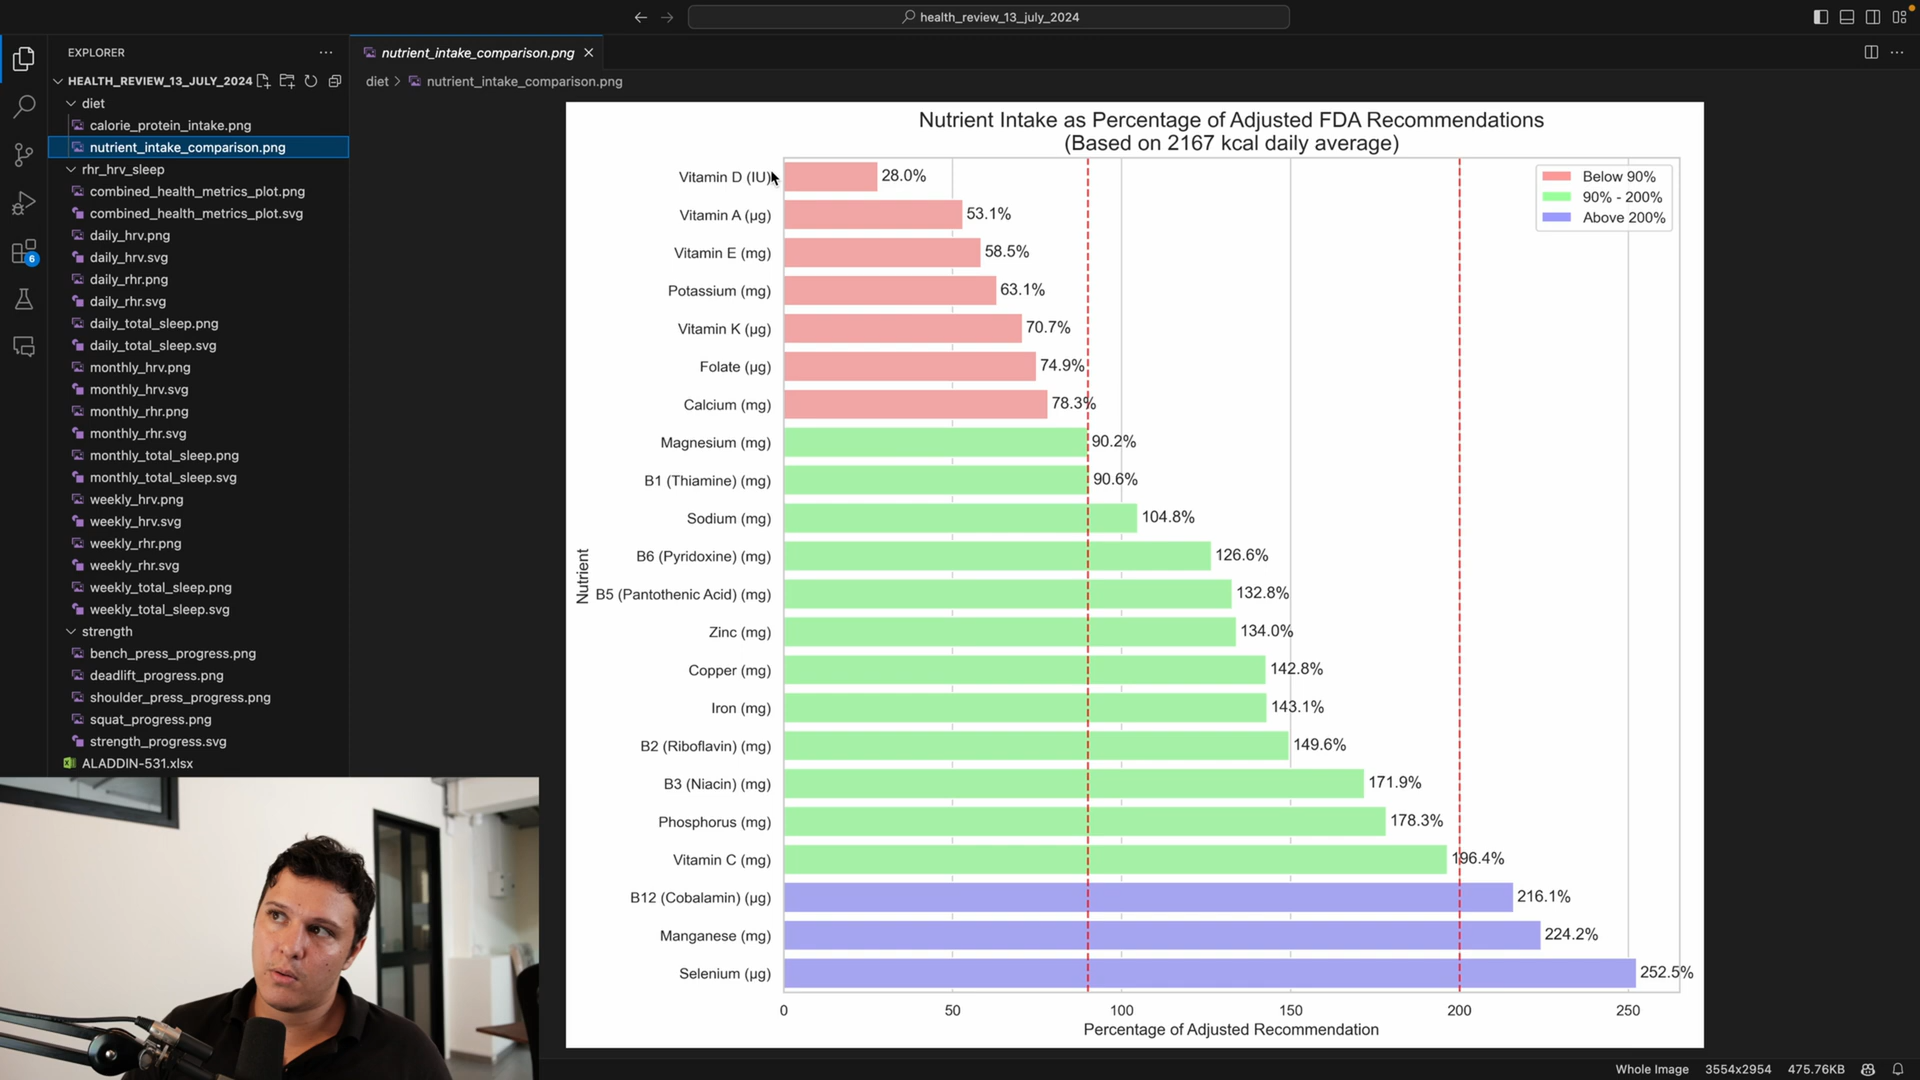 health_review_13_july_2024
EXPLORER
HEALTH_REVIEW_13_JULY_2024
diet
calorie_protein_intake.png
nutrient_intake_comparison.png
rhr_hrv_sleep
combined_health_metrics_plot.png
combined_health_metrics_plot.svg
daily_hrv.png
daily_hrv.svg
daily_rhr.png
daily_rhr.svg
daily_total_sleep.png
daily_total_sleep.svg
monthly_hrv.png
monthly_hrv.svg
monthly_rhr.png
monthly_rhr.svg
monthly_total_sleep.png
monthly_total_sleep.svg
weekly_hrv.png
weekly_hrv.svg
weekly_rhr.png
weekly_rhr.svg
weekly_total_sleep.png
weekly_total_sleep.svg
strength
bench_press_progress.png
deadlift_progress.png
shoulder_press_progress.png
squat_progress.png
strength_progress.svg
ALADDIN-531.xlsx
6
nutrient_intake_comparison.png
diet > nutrient_intake_comparison.png
Nutrient Intake as Percentage of Adjusted FDA Recommendations
(Based on 2167 kcal daily average)
Below 90%
90% - 200%
Above 200%
Nutrient
Vitamin D (IU) 28.0%
Vitamin A (µg) 53.1%
Vitamin E (mg) 58.5%
Potassium (mg) 63.1%
Vitamin K (µg) 70.7%
Folate (µg) 74.9%
Calcium (mg) 78.3%
Magnesium (mg) 90.2%
B1 (Thiamine) (mg) 90.6%
Sodium (mg) 104.8%
B6 (Pyridoxine) (mg) 126.6%
B5 (Pantothenic Acid) (mg) 132.8%
Zinc (mg) 134.0%
Copper (mg) 142.8%
Iron (mg) 143.1%
B2 (Riboflavin) (mg) 149.6%
B3 (Niacin) (mg) 171.9%
Phosphorus (mg) 178.3%
Vitamin C (mg) 196.4%
B12 (Cobalamin) (µg) 216.1%
Manganese (mg) 224.2%
Selenium (µg) 252.5%
0 50 100 150 200 250
Percentage of Adjusted Recommendation
Whole Image 3554x2954 475.76KB